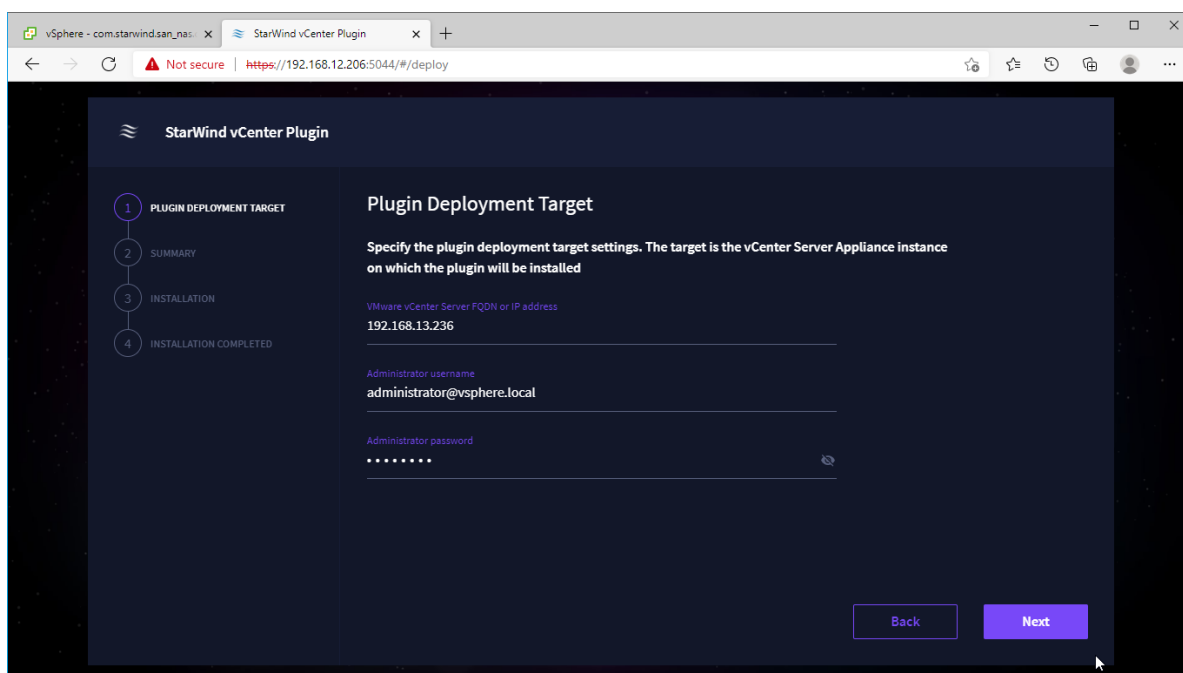 vSphere - com.starwind.san_nas.
StarWind vCenter Plugin
Not secure | https://192.168.12.206:5044/#/deploy
StarWind vCenter Plugin
1 PLUGIN DEPLOYMENT TARGET
2 SUMMARY
3 INSTALLATION
4 INSTALLATION COMPLETED
Plugin Deployment Target
Specify the plugin deployment target settings. The target is the vCenter Server Appliance instance
on which the plugin will be installed
VMware vCenter Server FQDN or IP address
192.168.13.236
Administrator username
administrator@vsphere.local
Administrator password
••••••••
Back
Next